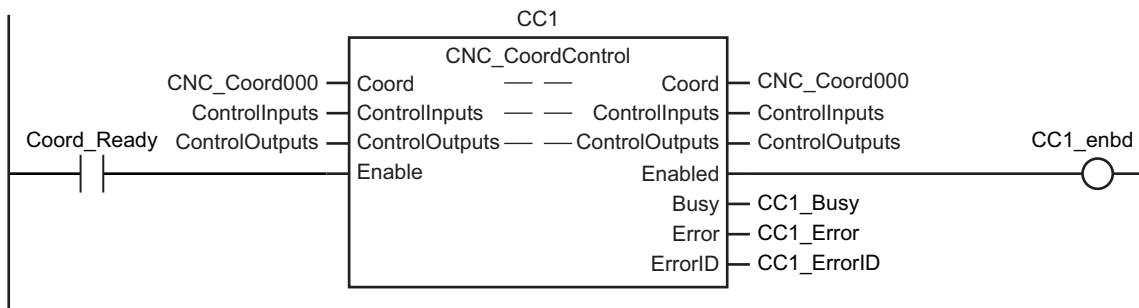 CC1
CNC_CoordControl
CNC_Coord000 Coord Coord CNC_Coord000
ControlInputs ControlInputs ControlInputs ControlInputs
Coord_Ready ControlOutputs ControlOutputs ControlOutputs ControlOutputs CC1_enbd
Enable Enabled
Busy CC1_Busy
Error CC1_Error
ErrorID CC1_ErrorID